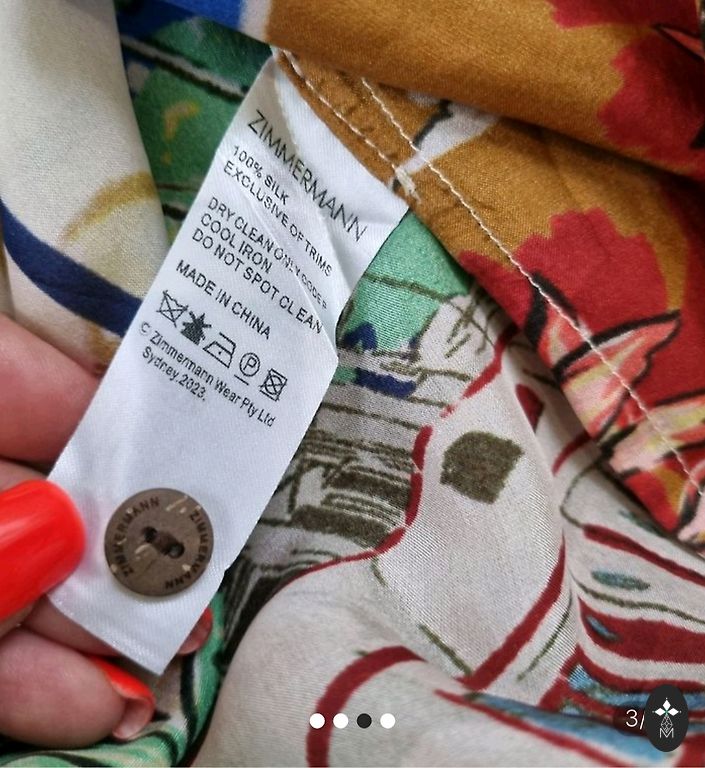 ZIMMERMANN
100% SILK
EXCLUSIVE OF TRIMS
DRY CLEAN ONLY CODE P
COOL IRON
DO NOT SPOT CLEAN
MADE IN CHINA
P
© Zimmermann Wear Pty Ltd
Sydney 2023.
ZIMMERMANN
ZIMMERMANN
3/
M